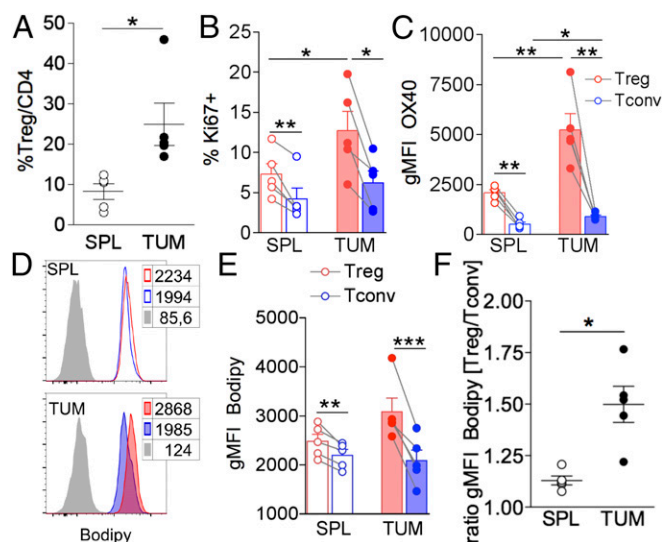 A
*
%Treg/CD4
50
40
30
20
10
0
SPL TUM
B
* *
**
% Ki67+
25
20
15
10
5
0
SPL TUM
C
*
** **
**
gMFI OX40
10000
7500
5000
2500
0
SPL TUM
Treg
Tconv
D
SPL
2234
1994
85,6
TUM
2868
1985
124
Bodipy
E
Treg
Tconv
***
**
gMFI Bodipy
5000
4000
3000
2000
1000
SPL TUM
F
*
ratio gMFI Bodipy [Treg/Tconv]
2.00
1.75
1.50
1.25
1.00
SPL TUM